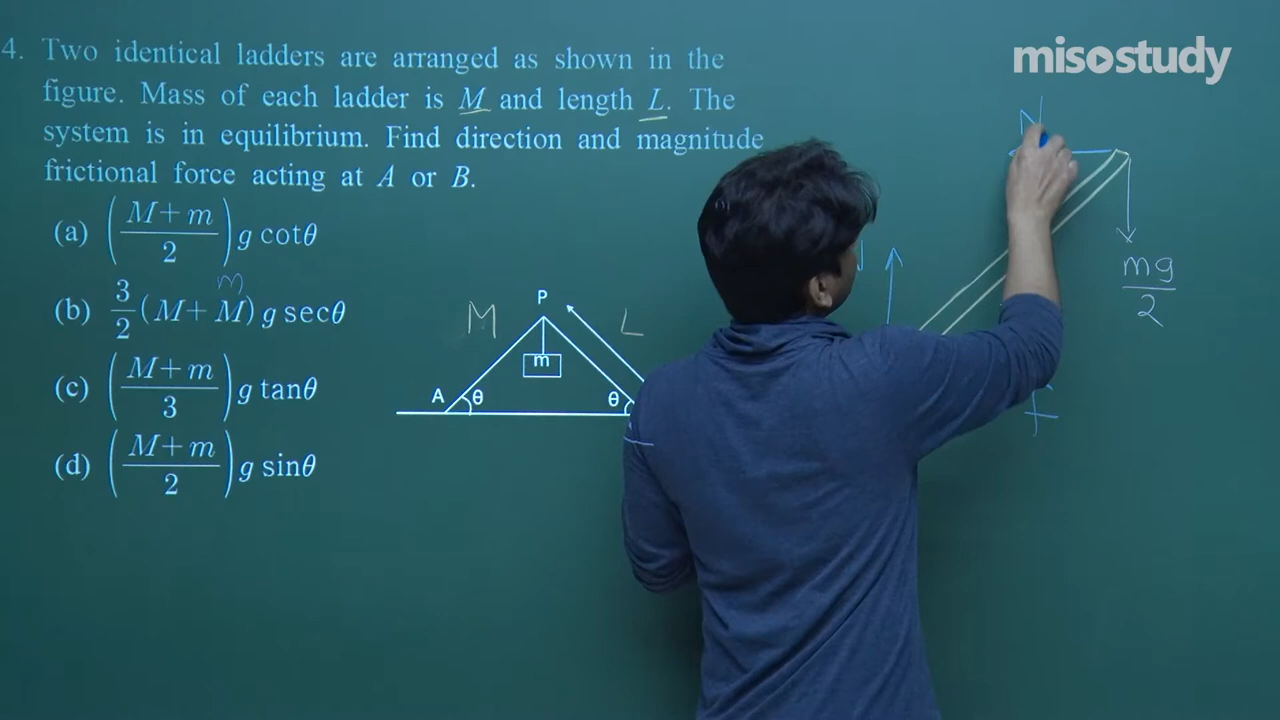 misostudy
4. Two identical ladders are arranged as shown in the
figure. Mass of each ladder is M and length L. The
system is in equilibrium. Find direction and magnitude
frictional force acting at A or B.
(a) (M+m/2) g cotθ
m
(b) 3/2 (M+M) g secθ
(c) (M+m/3) g tanθ
(d) (M+m/2) g sinθ
P
M
L
m
A θ
θ
N
mg/2
f